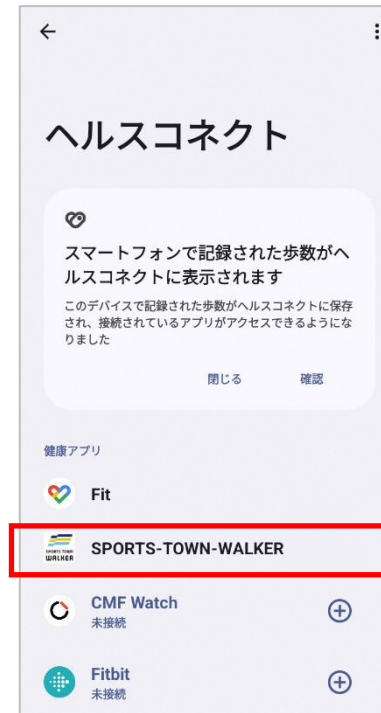 ヘルスコネクト
スマートフォンで記録された歩数がヘ
ルスコネクトに表示されます
このデバイスで記録された歩数がヘルスコネクトに保存
され、接続されているアプリがアクセスできるようにな
りました
閉じる 確認
健康アプリ
Fit
SPORTS TOWN
WALKER
SPORTS-TOWN-WALKER
CMF Watch
未接続
Fitbit
未接続